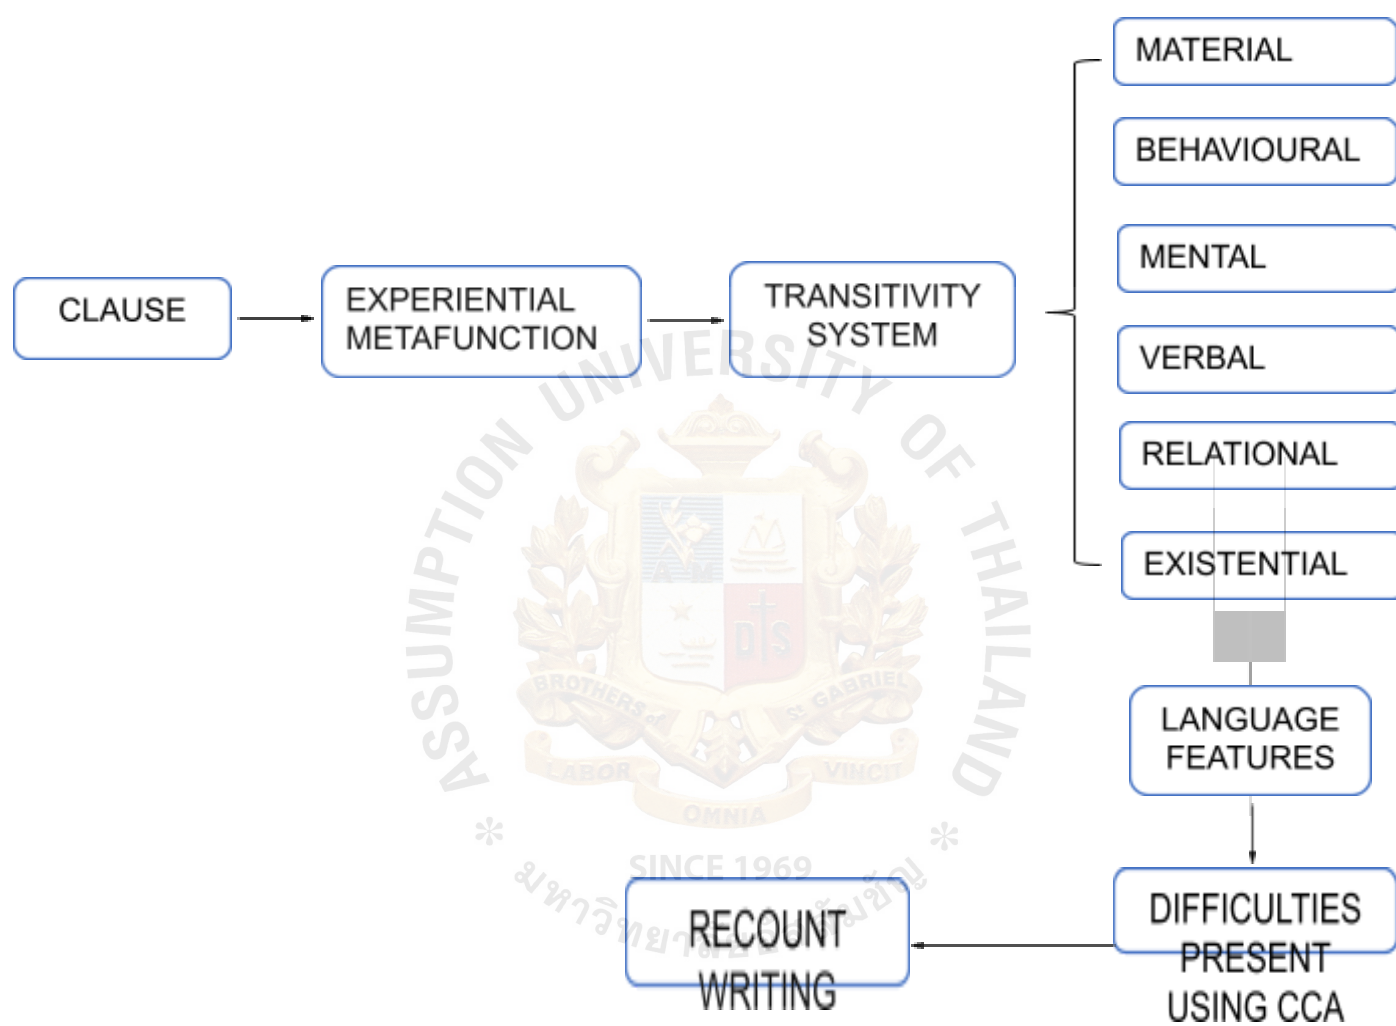 MATERIAL
BEHAVIOURAL
MENTAL
VERBAL
RELATIONAL
EXISTENTIAL
CLAUSE
EXPERIENTIAL
METAFUNCTION
TRANSITIVITY
SYSTEM
LANGUAGE
FEATURES
DIFFICULTIES
PRESENT
USING CCA
RECOUNT
WRITING
ASSUMPTION UNIVERSITY OF THAILAND
A M
D S
BROTHERS of
St GABRIEL
LABOR
OMNIA
VINCIT
SINCE 1969